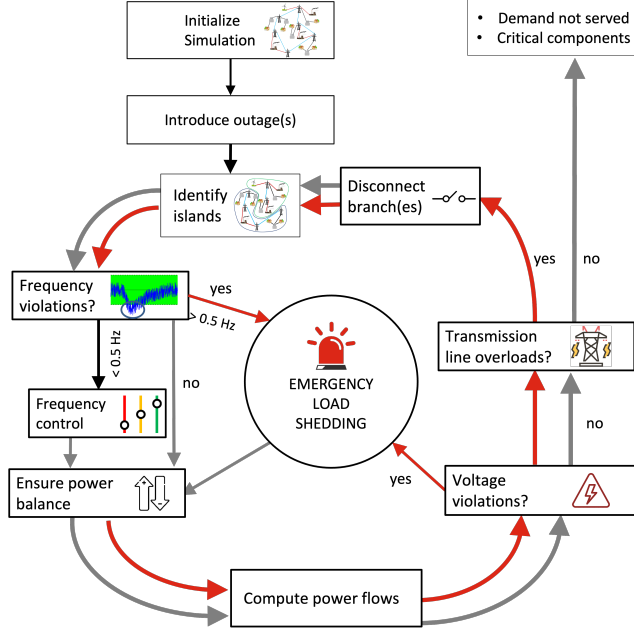 Initialize
Simulation
• Demand not served
• Critical components
Introduce outage(s)
Identify
islands
Disconnect
branch(es)
yes
no
Frequency
violations?
yes
> 0.5 Hz
< 0.5 Hz
no
Transmission
line overloads?
EMERGENCY
LOAD
SHEDDING
Frequency
control
no
Ensure power
balance
+
-
yes
Voltage
violations?
Compute power flows